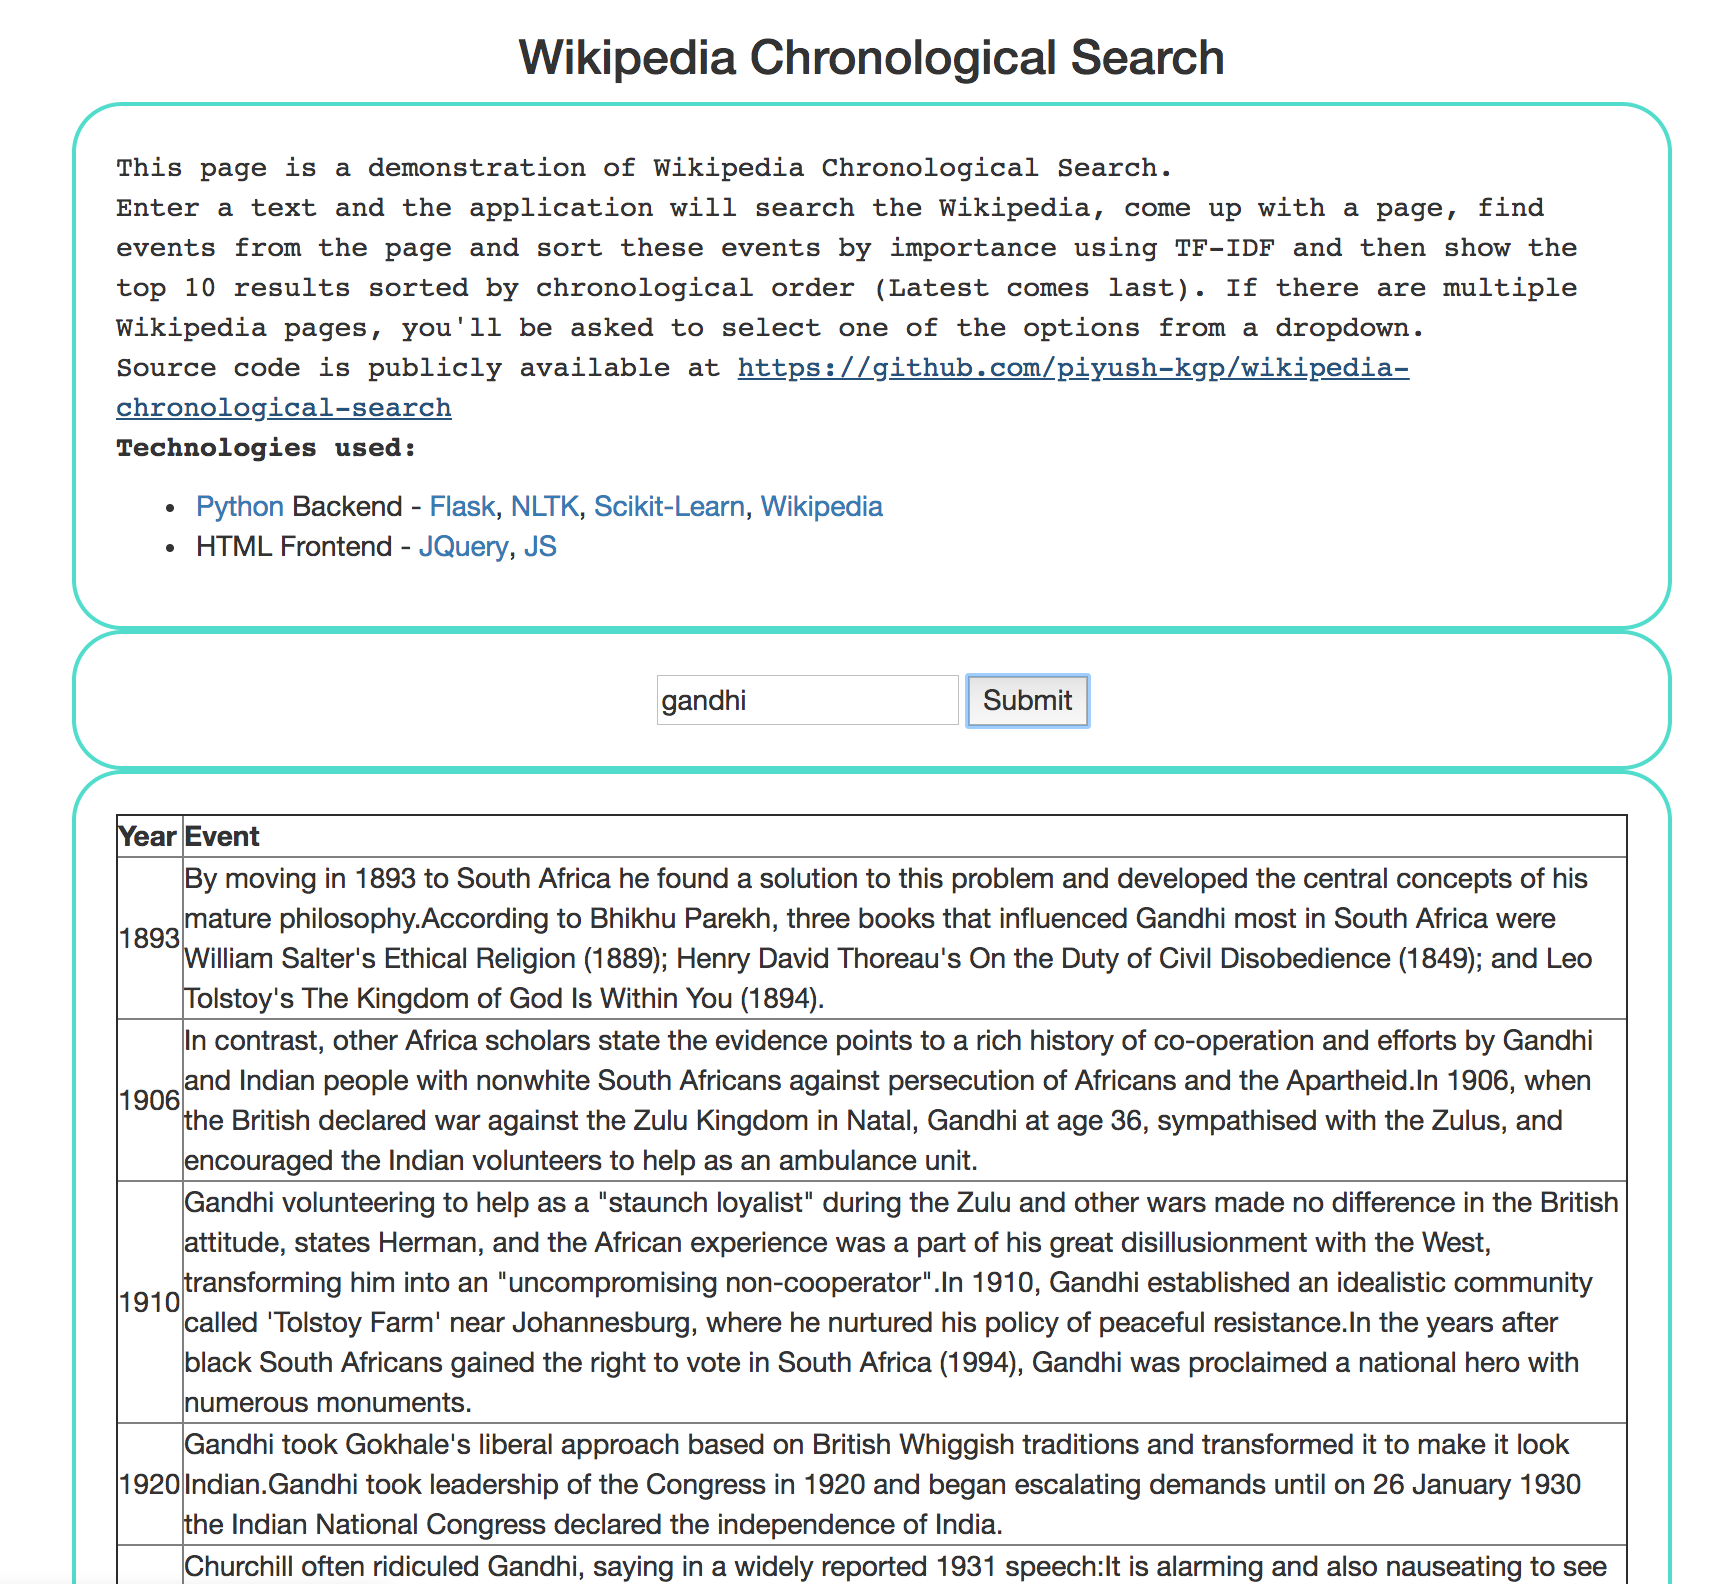 Wikipedia Chronological Search
This page is a demonstration of Wikipedia Chronological Search.
Enter a text and the application will search the Wikipedia, come up with a page, find
events from the page and sort these events by importance using TF-IDF and then show the
top 10 results sorted by chronological order (Latest comes last). If there are multiple
Wikipedia pages, you'll be asked to select one of the options from a dropdown.
Source code is publicly available at https://github.com/piyush-kgp/wikipedia-
chronological-search
Technologies used:
• Python Backend - Flask, NLTK, Scikit-Learn, Wikipedia
• HTML Frontend - JQuery, JS
gandhi Submit
Year Event
1893
By moving in 1893 to South Africa he found a solution to this problem and developed the central concepts of his
mature philosophy.According to Bhikhu Parekh, three books that influenced Gandhi most in South Africa were
William Salter's Ethical Religion (1889); Henry David Thoreau's On the Duty of Civil Disobedience (1849); and Leo
Tolstoy's The Kingdom of God Is Within You (1894).
1906
In contrast, other Africa scholars state the evidence points to a rich history of co-operation and efforts by Gandhi
and Indian people with nonwhite South Africans against persecution of Africans and the Apartheid.In 1906, when
the British declared war against the Zulu Kingdom in Natal, Gandhi at age 36, sympathised with the Zulus, and
encouraged the Indian volunteers to help as an ambulance unit.
1910
Gandhi volunteering to help as a "staunch loyalist" during the Zulu and other wars made no difference in the British
attitude, states Herman, and the African experience was a part of his great disillusionment with the West,
transforming him into an "uncompromising non-cooperator".In 1910, Gandhi established an idealistic community
called 'Tolstoy Farm' near Johannesburg, where he nurtured his policy of peaceful resistance.In the years after
black South Africans gained the right to vote in South Africa (1994), Gandhi was proclaimed a national hero with
numerous monuments.
1920
Gandhi took Gokhale's liberal approach based on British Whiggish traditions and transformed it to make it look
Indian.Gandhi took leadership of the Congress in 1920 and began escalating demands until on 26 January 1930
the Indian National Congress declared the independence of India.
Churchill often ridiculed Gandhi, saying in a widely reported 1931 speech:It is alarming and also nauseating to see